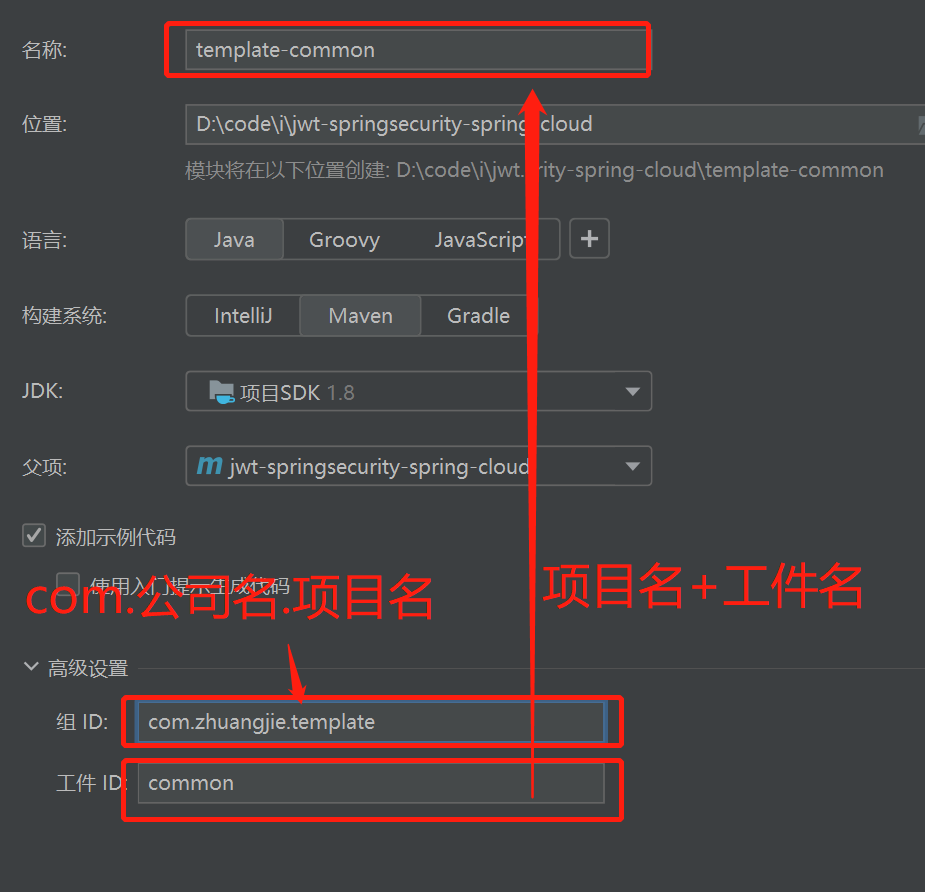 名称:
template-common
位置:
D:\code\i\jwt-springsecurity-spring-cloud
模块将在以下位置创建: D:\code\i\jwt. rity-spring-cloud\template-common
语言:
Java
Groovy
JavaScript
+
构建系统:
IntelliJ
Maven
Gradle
JDK:
项目SDK 1.8
父项:
m jwt-springsecurity-spring-cloud
添加示例代码
使用入门提示生成代码
com.公司名.项目名
项目名+工件名
高级设置
组 ID:
com.zhuangjie.template
工件 ID:
common